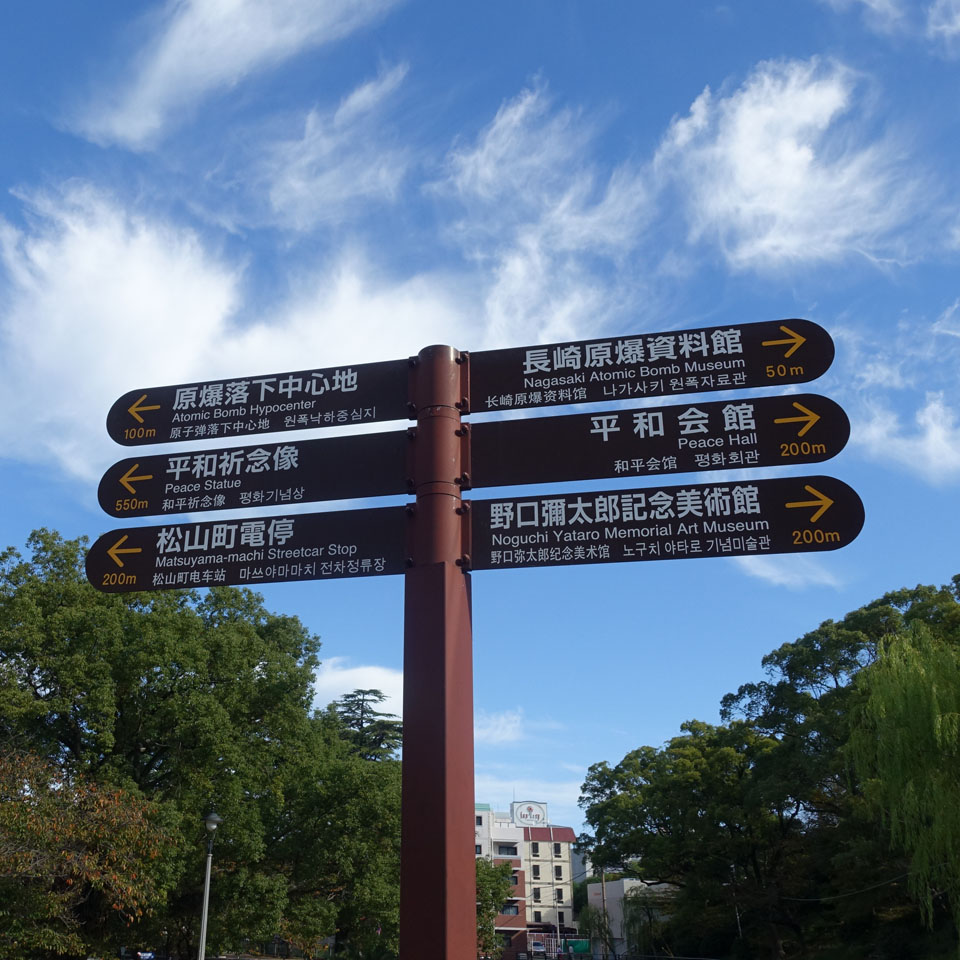 原爆落下中心地
Atomic Bomb Hypocenter
原子弹落下中心地 원폭낙하중심지
100m
平和祈念像
Peace Statue
和平祈念像 평화기념상
550m
松山町電停
Matsuyama-machi Streetcar Stop
松山町电车站 마쓰야마마치 전차정류장
200m
長崎原爆資料館
Nagasaki Atomic Bomb Museum
长崎原爆资料馆 나가사키 원폭자료관
50m
平和会館
Peace Hall
和平会馆 평화회관
200m
野口彌太郎記念美術館
Noguchi Yataro Memorial Art Museum
野口弥太郎纪念美术馆 노구치 야타로 기념미술관
200m